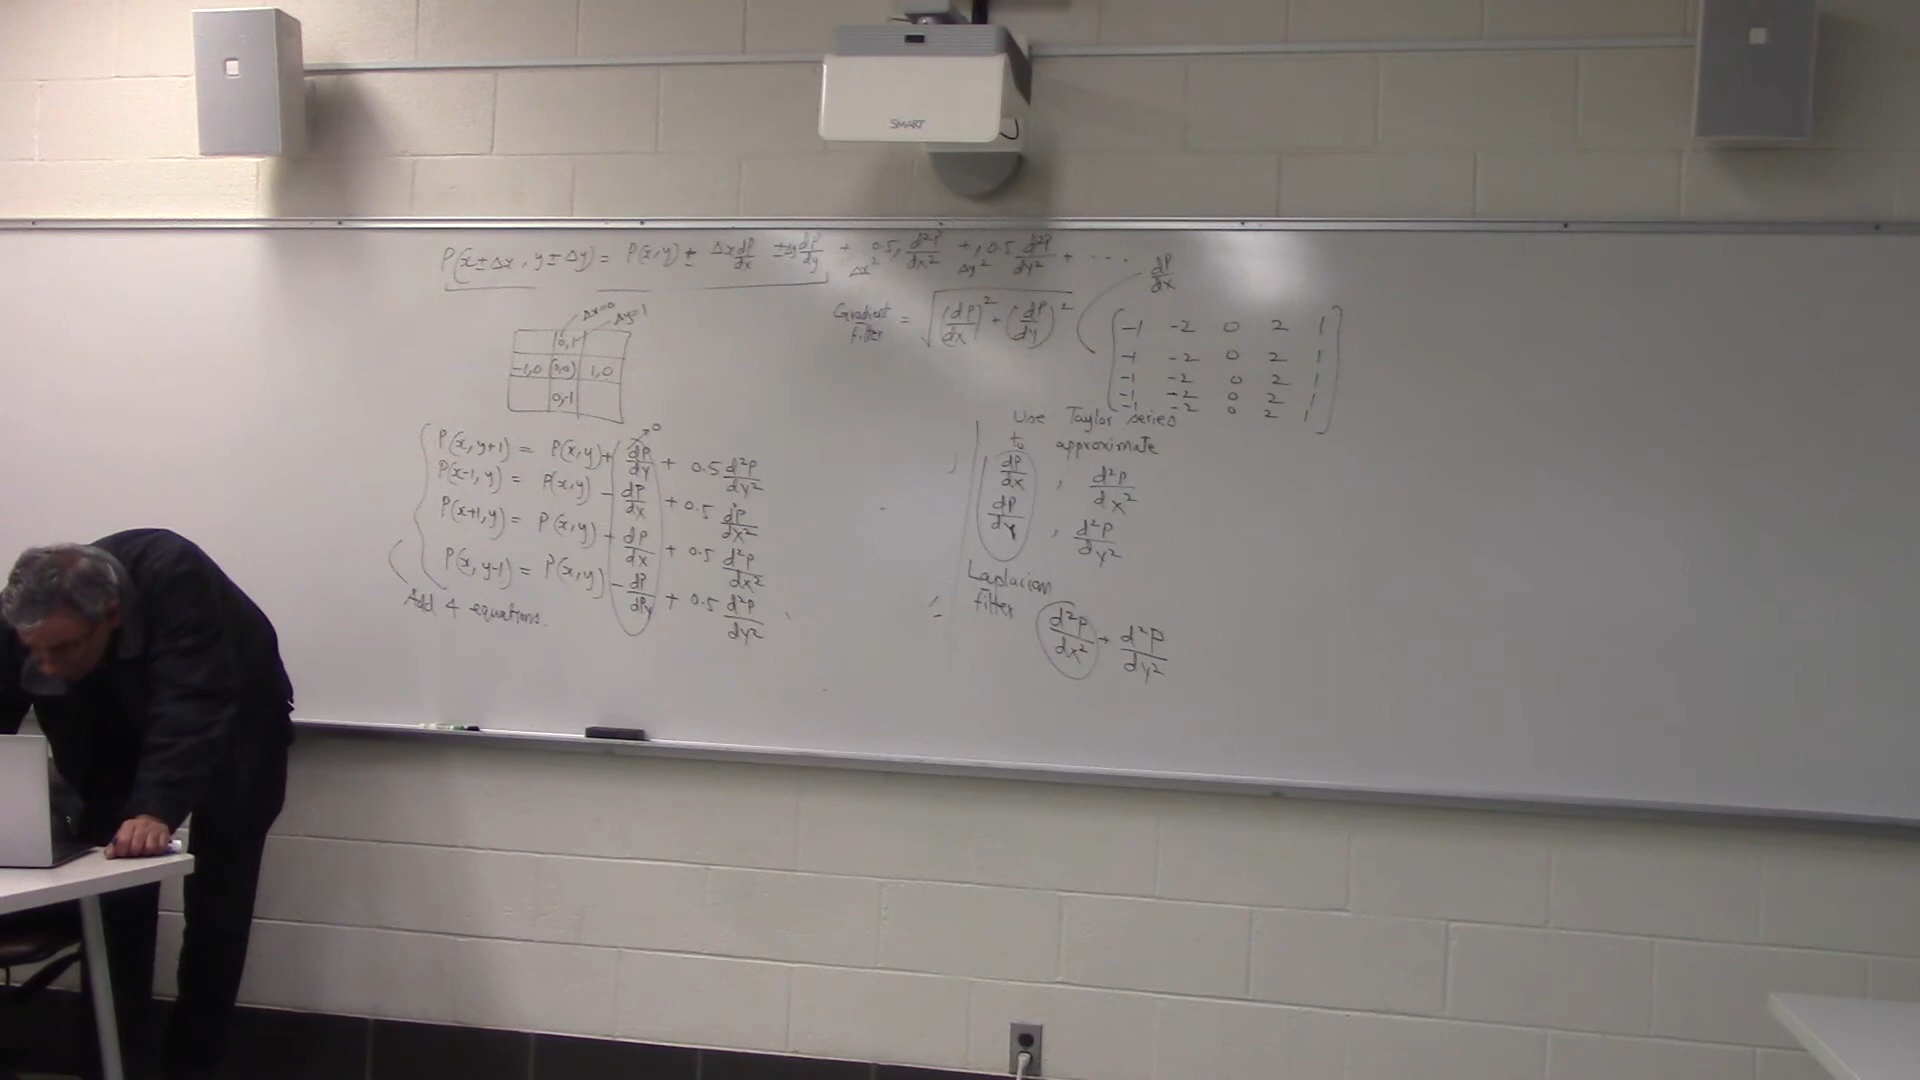 SMART
P(x±Δx, y±Δy) = P(x,y) ± Δx dP/dx ± Δy dP/dy + Δx² 0.5 d²P/dx² + Δy² 0.5 d²P/dy² + ...
dP/dx
Δx=0
Δy=1
0,1
-1,0 (0,0) 1,0
0,-1
Gradient
filter = √((dP/dx)² + (dP/dy)²)
-1 -2 0 2 1
-1 -2 0 2 1
-1 -2 0 2 1
-1 -2 0 2 1
-1 -2 0 2 1
0
P(x, y+1) = P(x,y) + dP/dy + 0.5 d²P/dy²
P(x-1, y) = P(x,y) - dP/dx + 0.5 d²P/dx²
P(x+1, y) = P(x,y) + dP/dx + 0.5 d²P/dx²
P(x, y-1) = P(x,y) - dP/dy + 0.5 d²P/dy²
Add 4 equations.
Use Taylor series
to approximate
dP/dx , d²P/dx²
dP/dy , d²P/dy²
Laplacian
filter d²P/dx² + d²P/dy²